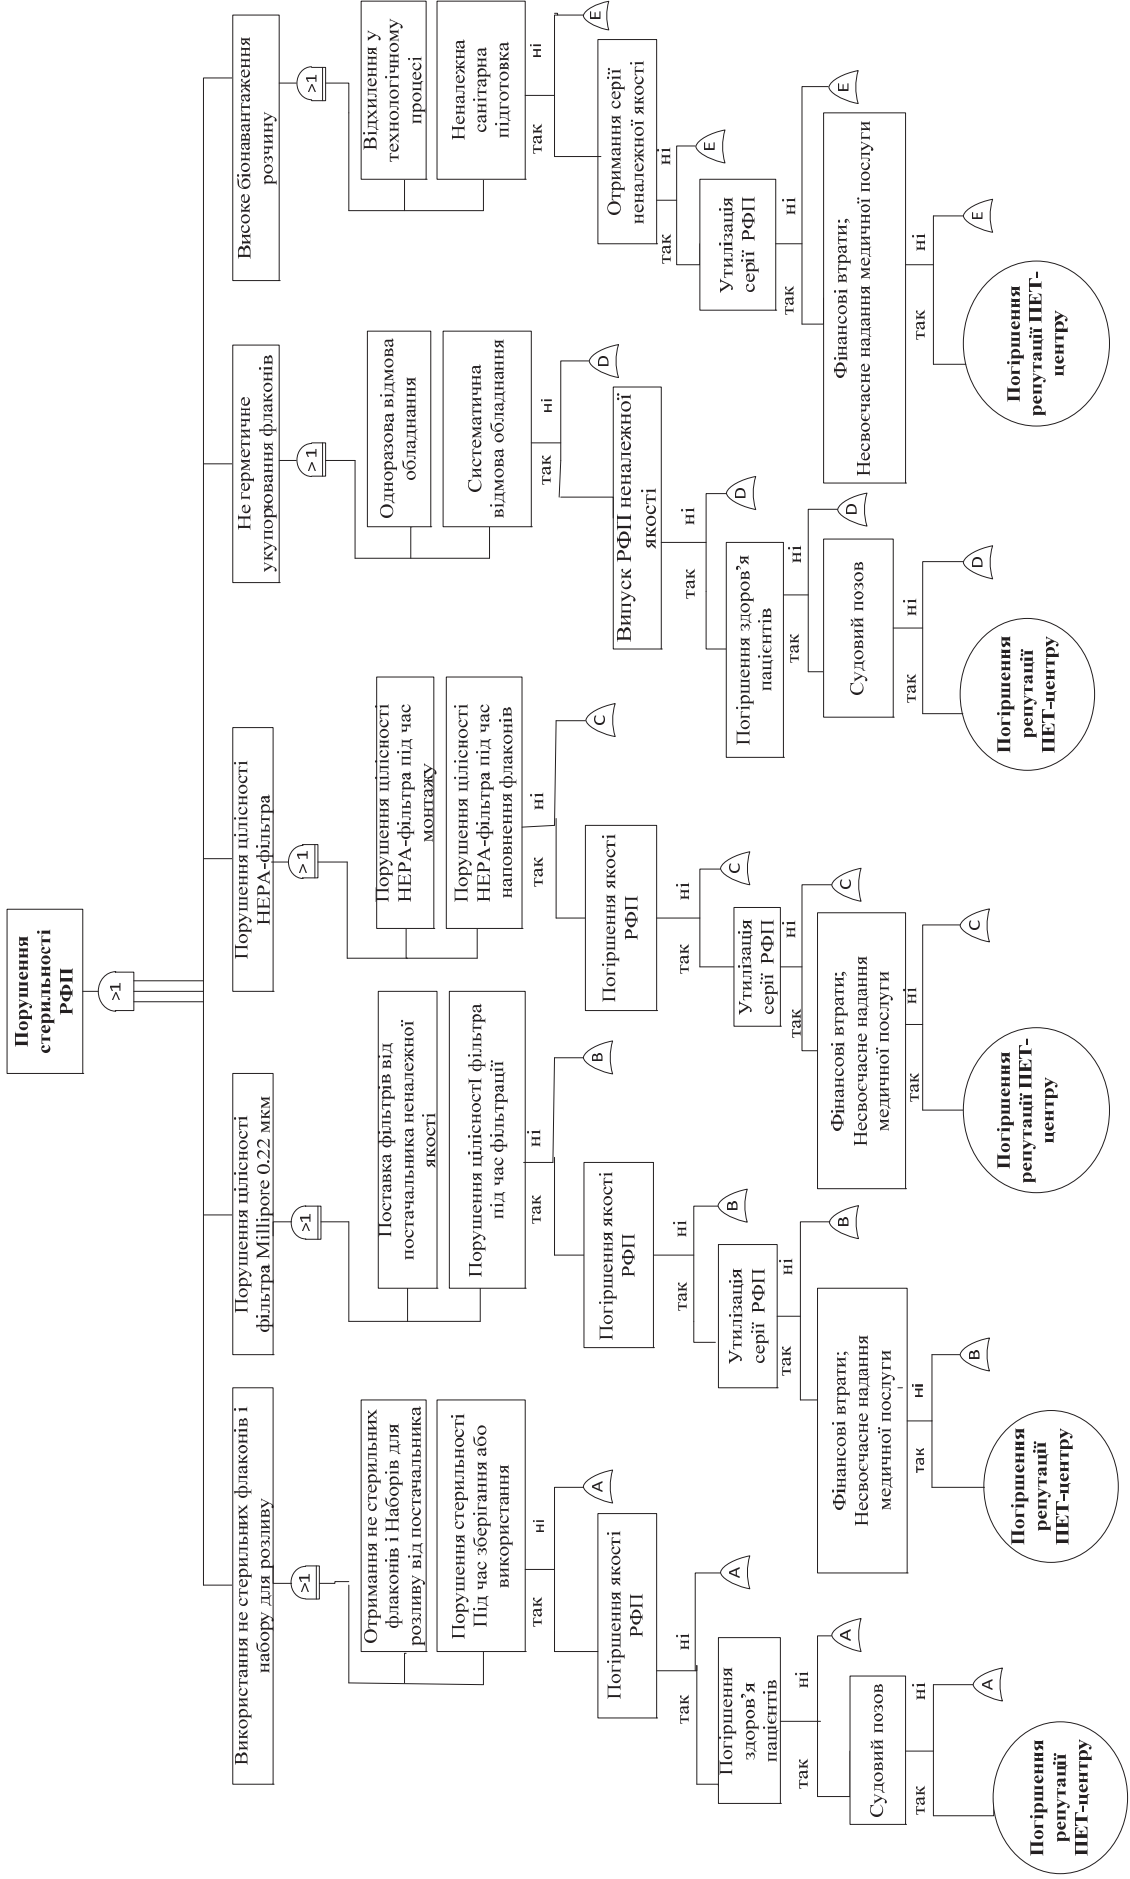 Порушення
стерильності
РФП
>1
Використання не стерильних флаконів і
набору для розливу
>1
Отримання не стерильних
флаконів і Наборів для
розливу від постачальника
Порушення стерильності
Під час зберігання або
використання
так
ні
A
Погіршення якості
РФП
так
ні
A
Погіршення
здоров’я
пацієнтів
так
ні
A
Судовий позов
так
ні
A
Погіршення
репутації
ПЕТ-центру
Порушення цілісності
фільтра Millipore 0.22 мкм
>1
Поставка фільтрів від
постачальника неналежної
якості
Порушення цілісностІ фільтра
під час фільтрації
так
ні
B
Погіршення якості
РФП
так
ні
B
Утилізація
серії РФП
так
ні
B
Фінансові втрати;
Несвоєчасне надання
медичної послуги
так
ні
B
Погіршення
репутації
ПЕТ-центру
Порушення цілісності
НЕРА-фільтра
>1
Порушення цілісності
НЕРА-фільтра під час
монтажу
Порушення цілісності
НЕРА-фільтра під час
наповнення флаконів
так
ні
C
Погіршення якості
РФП
так
ні
C
Утилізація
серії РФП
так
ні
C
Фінансові втрати;
Несвоєчасне надання
медичної послуги
так
ні
C
Погіршення
репутації ПЕТ-
центру
Не герметичне
укупорювання флаконів
>1
Одноразова відмова
обладнання
Систематична
відмова обладнання
так
ні
D
Випуск РФП неналежної
якості
так
ні
D
Погіршення здоров’я
пацієнтів
так
ні
D
Судовий позов
так
ні
D
Погіршення
репутації
ПЕТ-центру
Високе біонавантаження
розчину
>1
Відхилення у
технологічному
процесі
Неналежна
санітарна
підготовка
так
ні
E
Отримання серії
неналежної якості
так
ні
E
Утилізація
серії РФП
так
ні
E
Фінансові втрати;
Несвоєчасне надання медичної послуги
так
ні
E
Погіршення
репутації ПЕТ-
центру